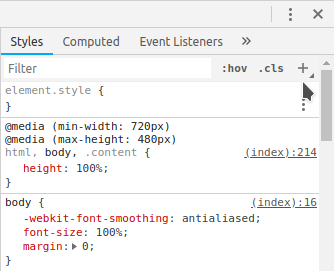 Styles Computed Event Listeners »
Filter :hov .cls +
element.style {
}
@media (min-width: 720px)
@media (max-height: 480px)
html, body, .content { (index):214
height: 100%;
}
body { (index):16
-webkit-font-smoothing: antialiased;
font-size: 100%;
margin: 0;
}